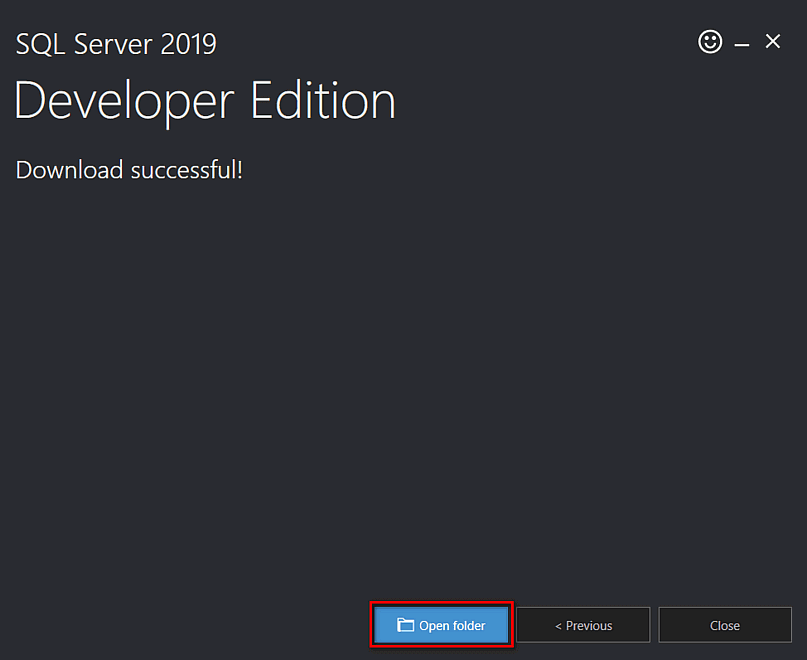 SQL Server 2019
Developer Edition
Download successful!
Open folder
< Previous
Close